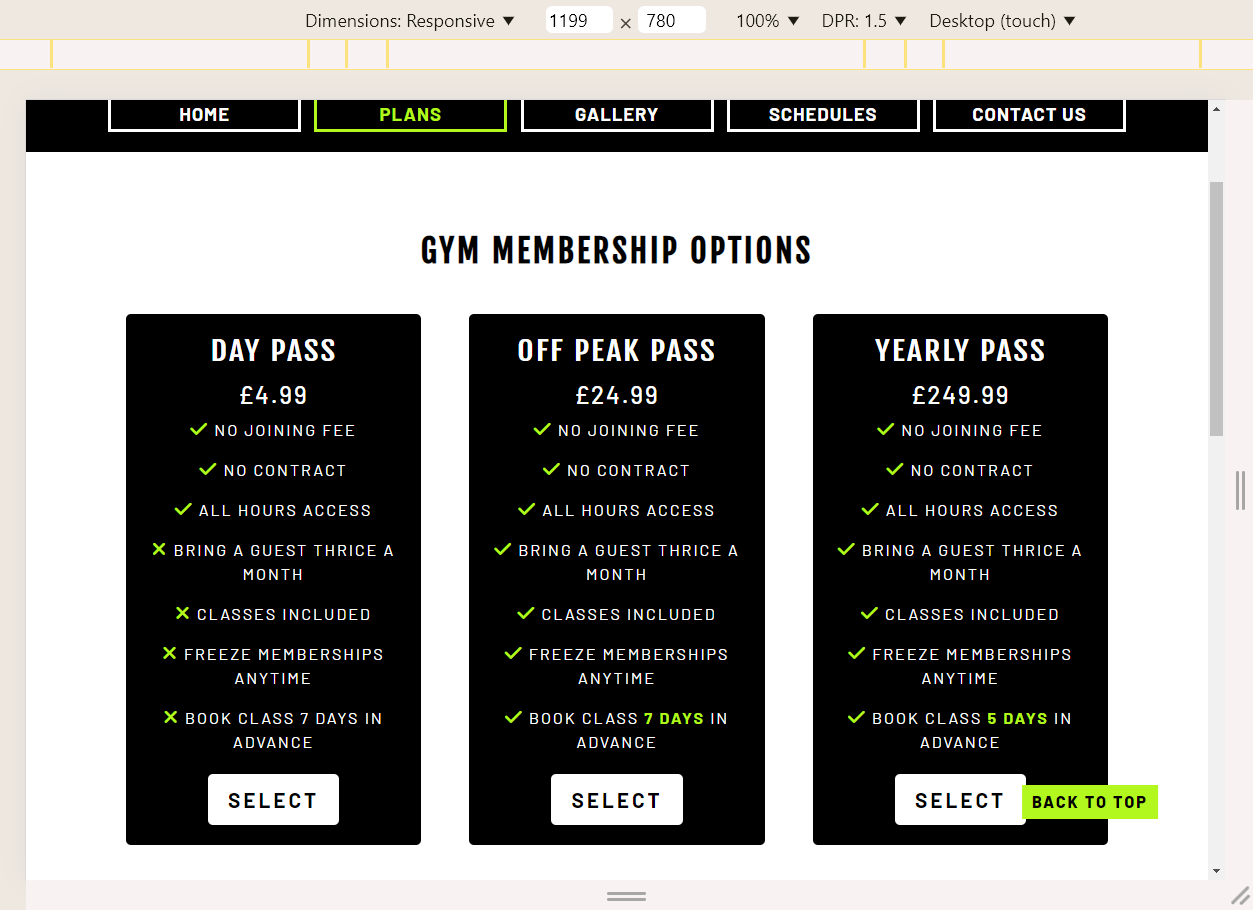 Dimensions: Responsive ▼ 1199 × 780 100% ▼ DPR: 1.5 ▼ Desktop (touch) ▼
HOME PLANS GALLERY SCHEDULES CONTACT US
GYM MEMBERSHIP OPTIONS
DAY PASS
£4.99
NO JOINING FEE
NO CONTRACT
ALL HOURS ACCESS
BRING A GUEST THRICE A
MONTH
CLASSES INCLUDED
FREEZE MEMBERSHIPS
ANYTIME
BOOK CLASS 7 DAYS IN
ADVANCE
SELECT
OFF PEAK PASS
£24.99
NO JOINING FEE
NO CONTRACT
ALL HOURS ACCESS
BRING A GUEST THRICE A
MONTH
CLASSES INCLUDED
FREEZE MEMBERSHIPS
ANYTIME
BOOK CLASS 7 DAYS IN
ADVANCE
SELECT
YEARLY PASS
£249.99
NO JOINING FEE
NO CONTRACT
ALL HOURS ACCESS
BRING A GUEST THRICE A
MONTH
CLASSES INCLUDED
FREEZE MEMBERSHIPS
ANYTIME
BOOK CLASS 5 DAYS IN
ADVANCE
SELECT
BACK TO TOP